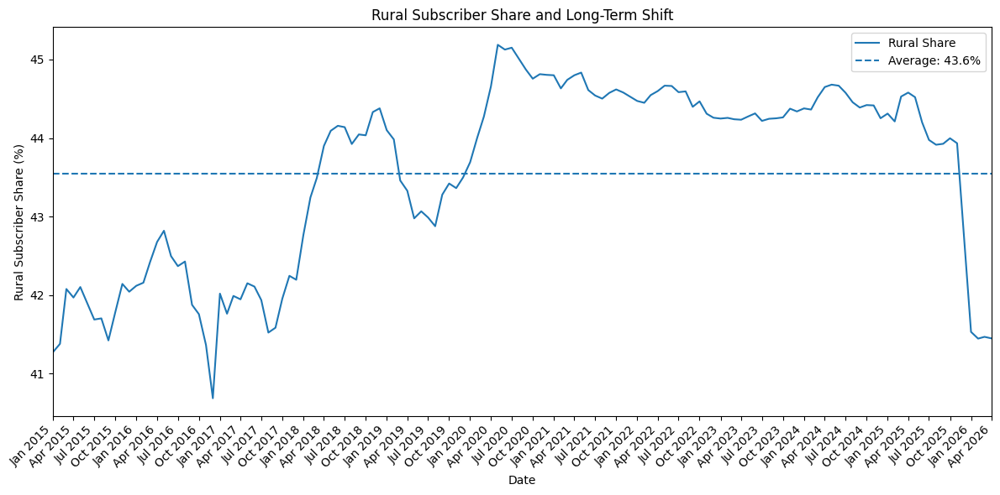 Rural Subscriber Share and Long-Term Shift
Rural Share
Average: 43.6%
Rural Subscriber Share (%)
45
44
43
42
41
Jan 2015
Apr 2015
Jul 2015
Oct 2015
Jan 2016
Apr 2016
Jul 2016
Oct 2016
Jan 2017
Apr 2017
Jul 2017
Oct 2017
Jan 2018
Apr 2018
Jul 2018
Oct 2018
Jan 2019
Apr 2019
Jul 2019
Oct 2019
Jan 2020
Apr 2020
Jul 2020
Oct 2020
Jan 2021
Apr 2021
Jul 2021
Oct 2021
Jan 2022
Apr 2022
Jul 2022
Oct 2022
Jan 2023
Apr 2023
Jul 2023
Oct 2023
Jan 2024
Apr 2024
Jul 2024
Oct 2024
Jan 2025
Apr 2025
Jul 2025
Oct 2025
Jan 2026
Apr 2026
Date